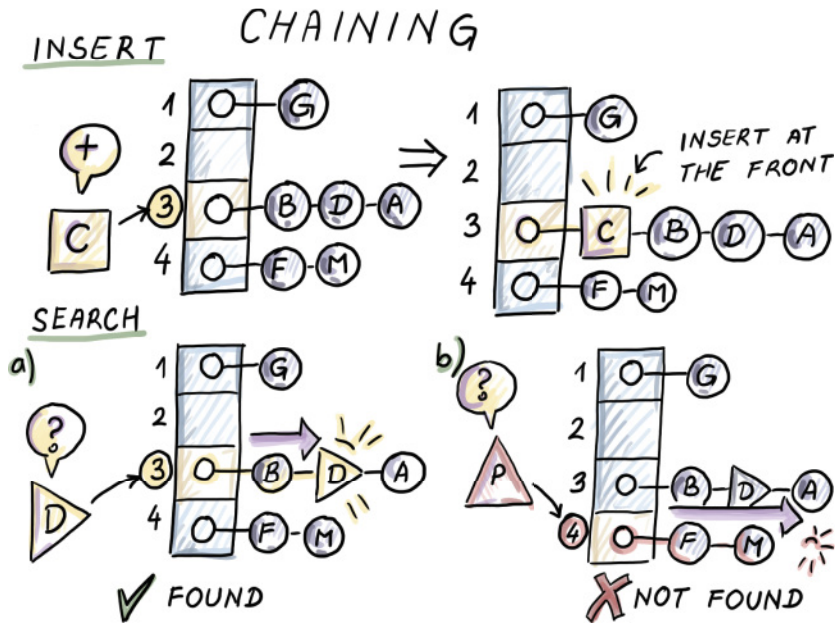 CHAINING
INSERT
1 G
2
+
C 3 B D A
4 F M
1 G
2
INSERT AT
THE FRONT
3 C B D A
4 F M
SEARCH
a)
1 G
2
?
D 3 B D A
4 F M
FOUND
b)
1 G
?
2
P
3 B D A
4 F M
NOT FOUND